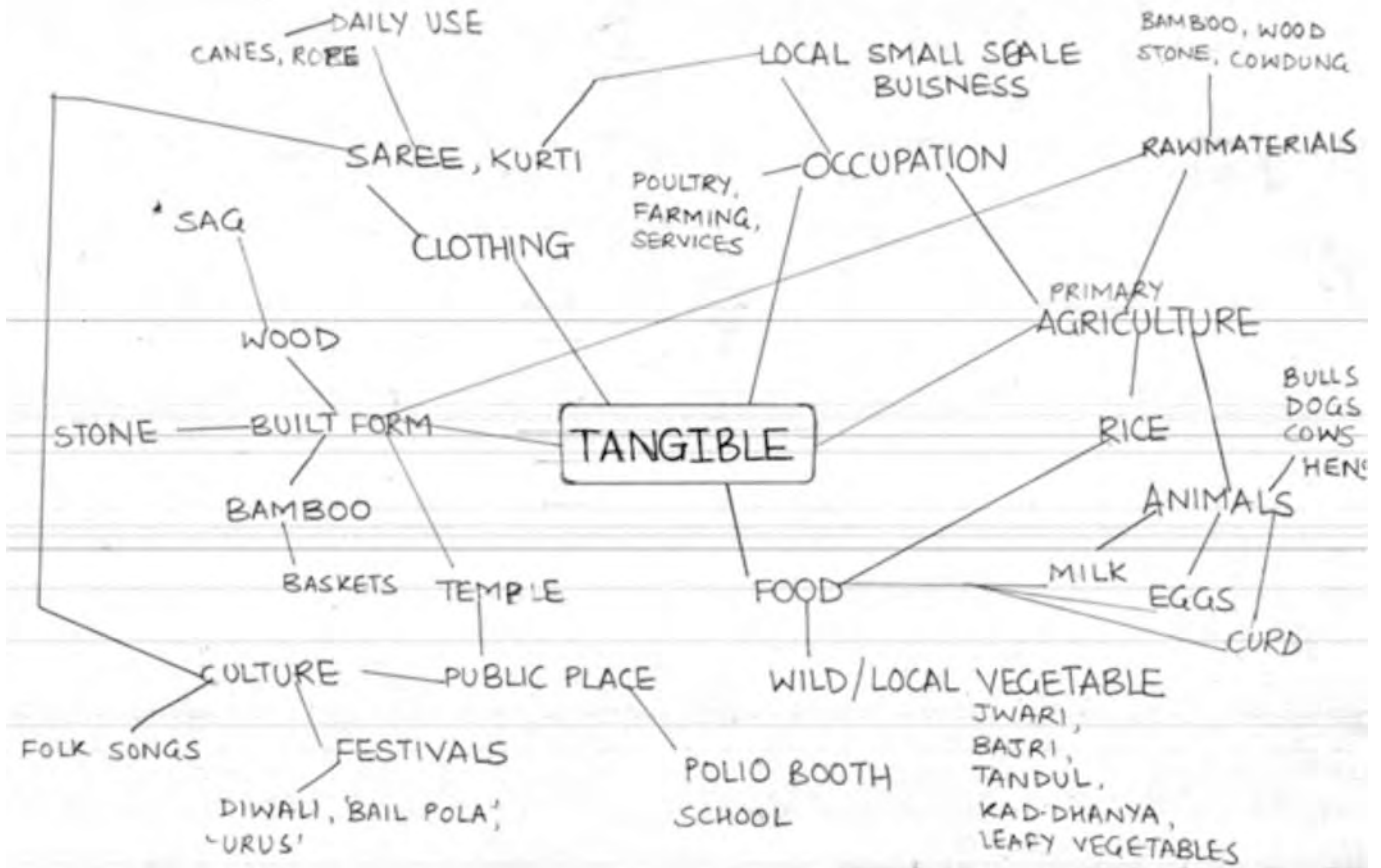 DAILY USE
CANES, ROPE
LOCAL SMALL SCALE
BUISNESS
BAMBOO, WOOD
STONE, COWDUNG
SAREE, KURTI
OCCUPATION
RAWMATERIALS
POULTRY,
FARMING,
SERVICES
* SAG
CLOTHING
PRIMARY
AGRICULTURE
WOOD
BULLS
DOGS
COWS
HENS
STONE
BUILT FORM
TANGIBLE
RICE
ANIMALS
BAMBOO
BASKETS
TEMPLE
FOOD
MILK
EGGS
CURD
CULTURE
PUBLIC PLACE
WILD/LOCAL VEGETABLE
JWARI,
BAJRI,
TANDUL,
KAD-DHANYA,
LEAFY VEGETABLES
FOLK SONGS
FESTIVALS
DIWALI, 'BAIL POLA',
'URUS'
POLIO BOOTH
SCHOOL